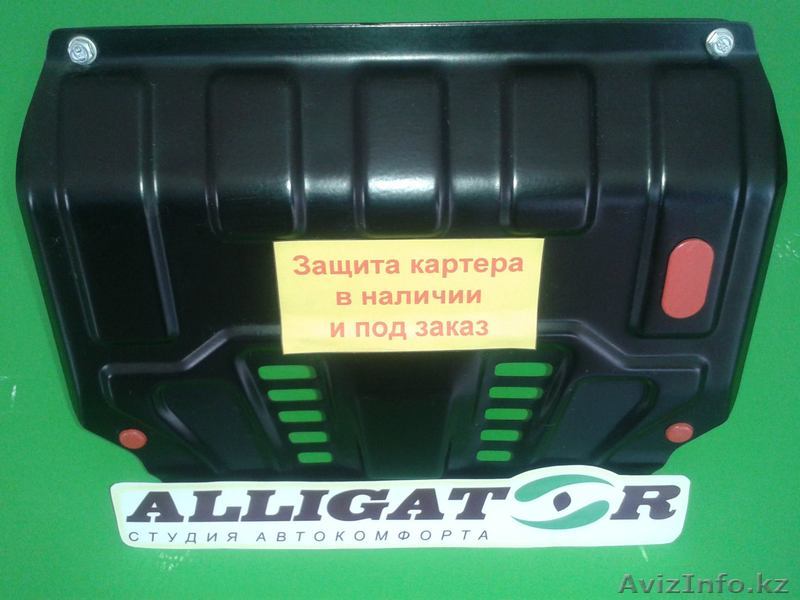 Защита картера
в наличии
и под заказ
ALLIGATOR
СТУДИЯ АВТОКОМФОРТА
AvizInfo.kz